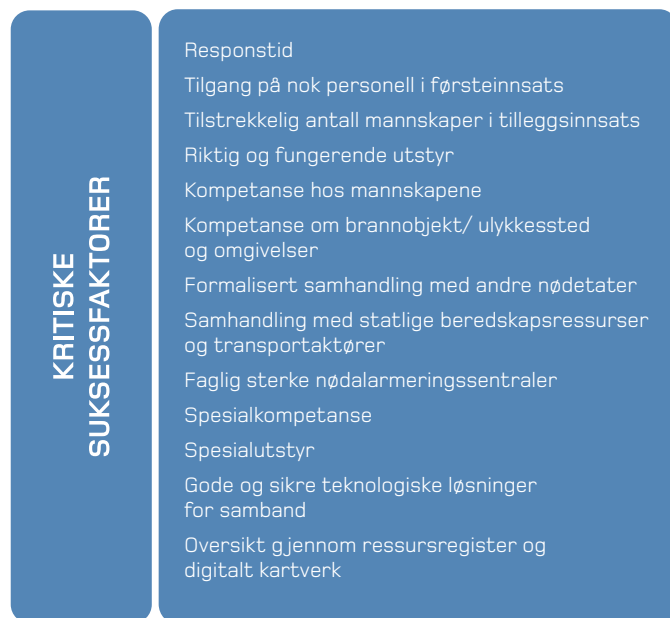 KRITISKE
SUKSESSFAKTORER
Responstid
Tilgang på nok personell i førsteinnsats
Tilstrekkelig antall mannskaper i tilleggsinnsats
Riktig og fungerende utstyr
Kompetanse hos mannskapene
Kompetanse om brannobjekt/ ulykkessted
og omgivelser
Formalisert samhandling med andre nødetater
Samhandling med statlige beredskapsressurser
og transportaktører
Faglig sterke nødalarmeringssentraler
Spesialkompetanse
Spesialutstyr
Gode og sikre teknologiske løsninger
for samband
Oversikt gjennom ressursregister og
digitalt kartverk